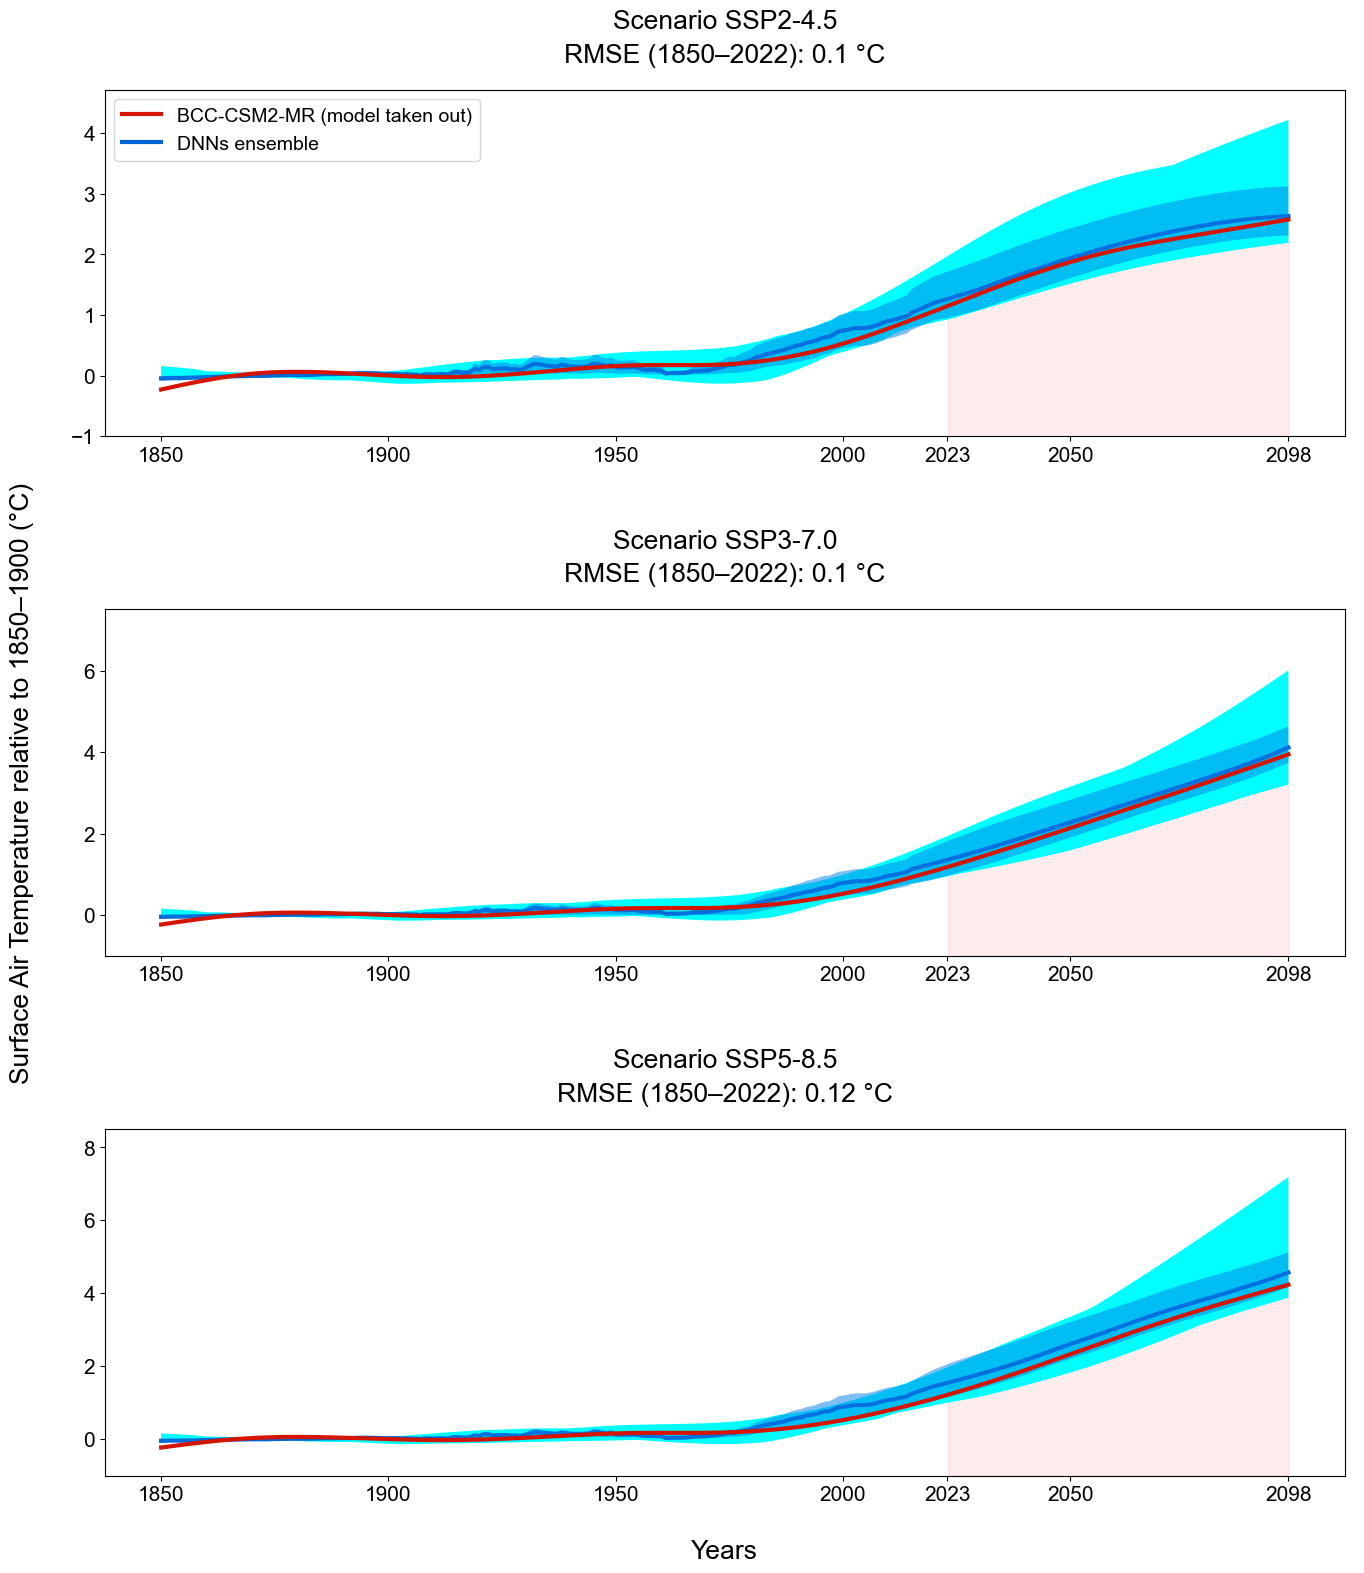 Scenario SSP2-4.5
RMSE (1850–2022): 0.1 °C
BCC-CSM2-MR (model taken out)
DNNs ensemble
4
3
2
1
0
−1
1850 1900 1950 2000 2023 2050 2098
Surface Air Temperature relative to 1850–1900 (°C)
Scenario SSP3-7.0
RMSE (1850–2022): 0.1 °C
6
4
2
0
1850 1900 1950 2000 2023 2050 2098
Scenario SSP5-8.5
RMSE (1850–2022): 0.12 °C
8
6
4
2
0
1850 1900 1950 2000 2023 2050 2098
Years